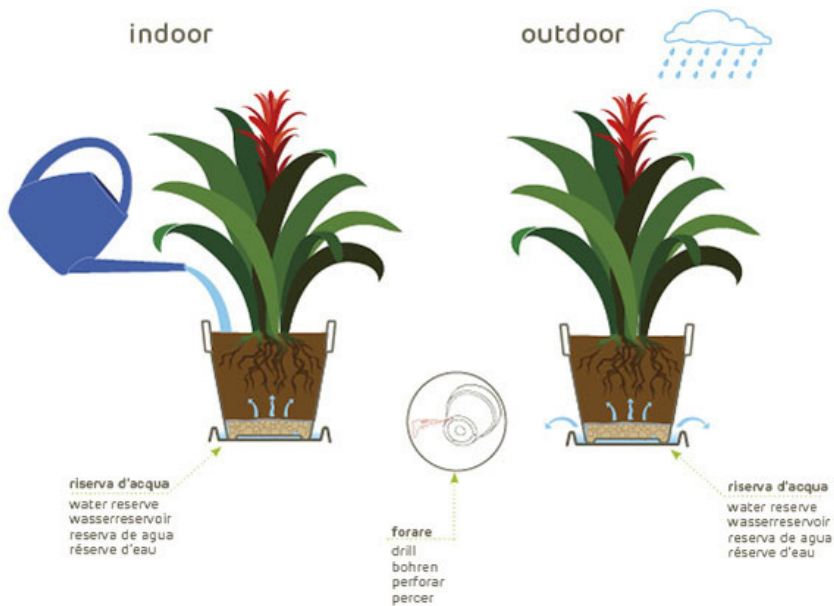 indoor
outdoor
riserva d'acqua
water reserve
wasserreservoir
reserva de agua
réserve d'eau
forare
drill
bohren
perforar
percer
riserva d'acqua
water reserve
wasserreservoir
reserva de agua
réserve d'eau